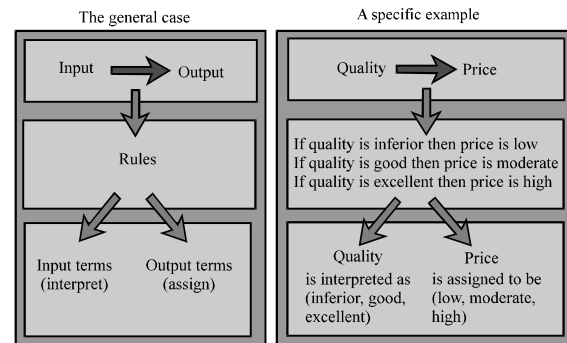 The general case
Input
Output
Rules
Input terms
(interpret)
Output terms
(assign)
A specific example
Quality
Price
If quality is inferior then price is low
If quality is good then price is moderate
If quality is excellent then price is high
Quality
is interpreted as
(inferior, good,
excellent)
Price
is assigned to be
(low, moderate,
high)